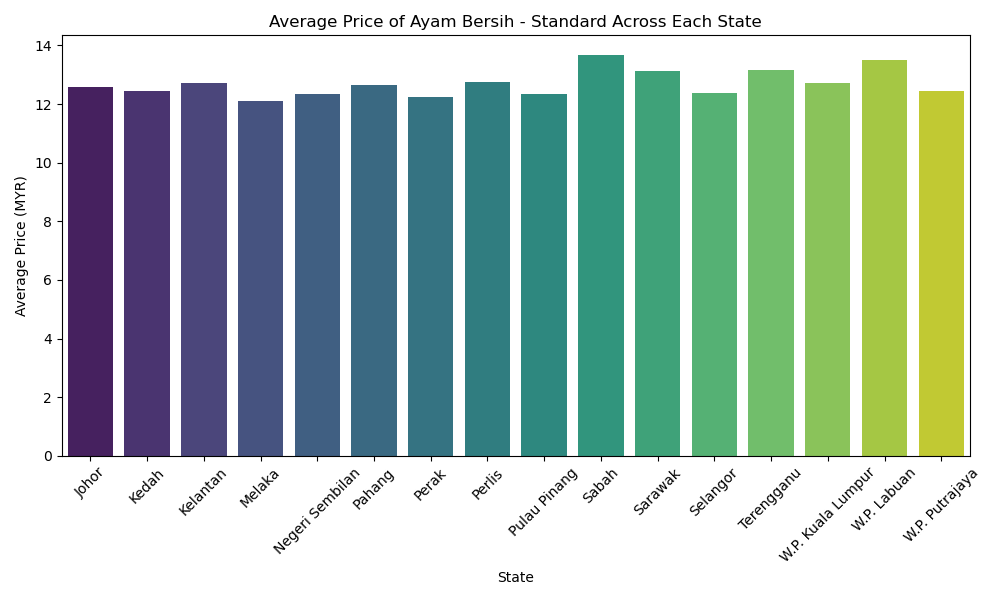 Average Price of Ayam Bersih - Standard Across Each State
Average Price (MYR)
14
12
10
8
6
4
2
0
Johor
Kedah
Kelantan
Melaka
Negeri Sembilan
Pahang
Perak
Perlis
Pulau Pinang
Sabah
Sarawak
Selangor
Terengganu
W.P. Kuala Lumpur
W.P. Labuan
W.P. Putrajaya
State